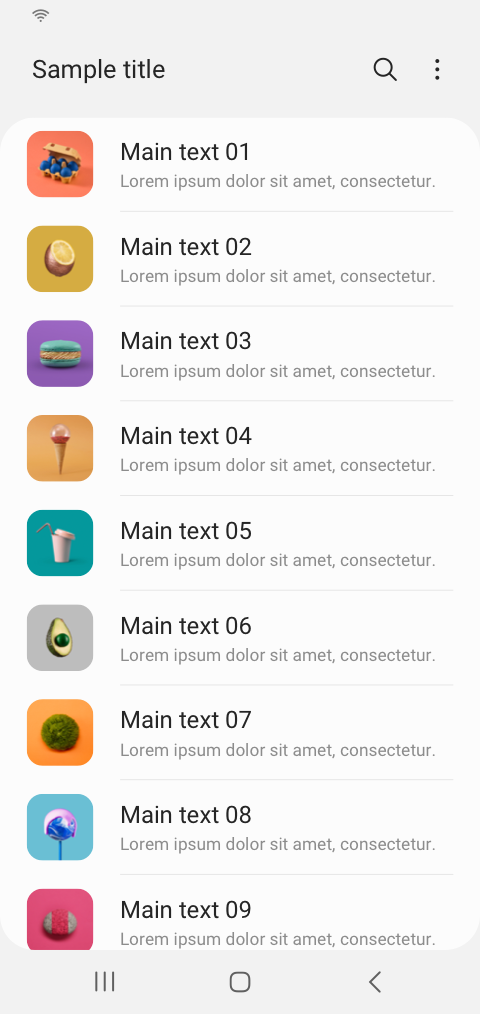 Sample title
Main text 01
Lorem ipsum dolor sit amet, consectetur.
Main text 02
Lorem ipsum dolor sit amet, consectetur.
Main text 03
Lorem ipsum dolor sit amet, consectetur.
Main text 04
Lorem ipsum dolor sit amet, consectetur.
Main text 05
Lorem ipsum dolor sit amet, consectetur.
Main text 06
Lorem ipsum dolor sit amet, consectetur.
Main text 07
Lorem ipsum dolor sit amet, consectetur.
Main text 08
Lorem ipsum dolor sit amet, consectetur.
Main text 09
Lorem ipsum dolor sit amet, consectetur.